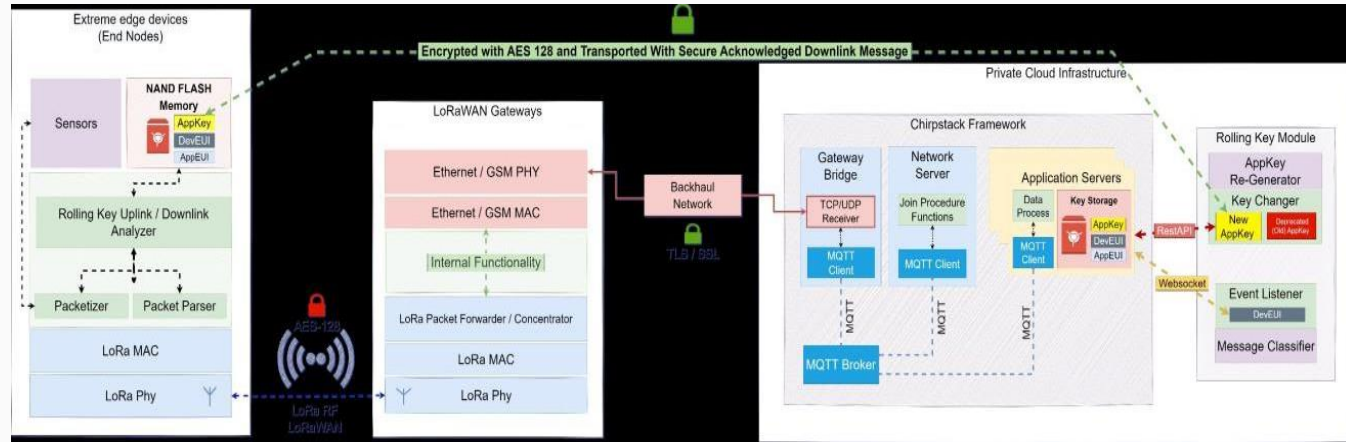 Extreme edge devices
(End Nodes)
Sensors
NAND FLASH
Memory
AppKey
DevEUI
AppEUI
Rolling Key Uplink / Downlink
Analyzer
Packetizer
Packet Parser
LoRa MAC
LoRa Phy
Encrypted with AES 128 and Transported With Secure Acknowledged Downlink Message
AES-128
LoRa RF
LoRaWAN
LoRaWAN Gateways
Ethernet / GSM PHY
Ethernet / GSM MAC
Internal Functionality
LoRa Packet Forwarder / Concentrator
LoRa MAC
LoRa Phy
Backhaul
Network
TLS / SSL
Private Cloud Infrastructure
Chirpstack Framework
Gateway
Bridge
TCP/UDP
Receiver
MQTT
Client
Network
Server
Join Procedure
Functions
MQTT Client
Application Servers
Data
Process
MQTT
Client
Key Storage
AppKey
DevEUI
AppEUI
MQTT
MQTT
MQTT
MQTT Broker
RestAPI
Websocket
Rolling Key Module
AppKey
Re-Generator
Key Changer
New
AppKey
Deprecated
(Old) AppKey
Event Listener
DevEUI
Message Classifier